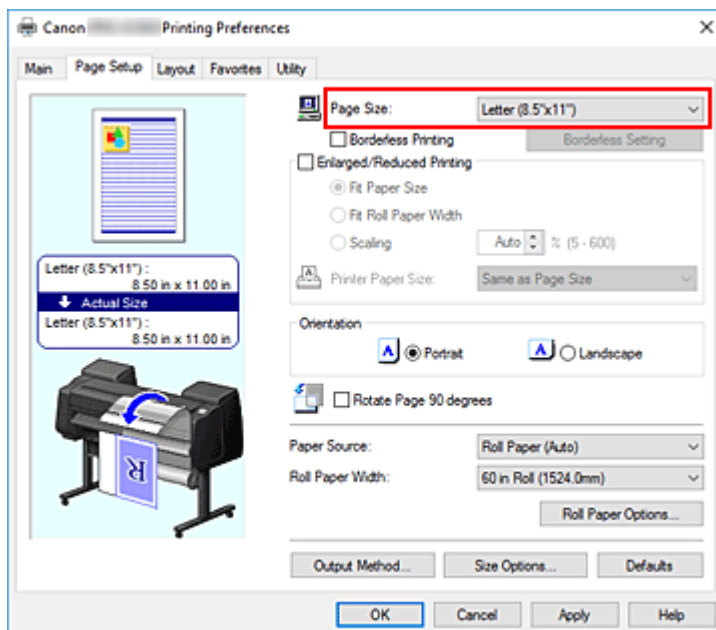 Canon Printing Preferences
Main Page Setup Layout Favorites Utility
Page Size: Letter (8.5"x11")
Borderless Printing Borderless Setting
Enlarged/Reduced Printing
Fit Paper Size
Fit Roll Paper Width
Scaling Auto % (5 - 600)
Printer Paper Size: Same as Page Size
Letter (8.5"x11") :
8.50 in x 11.00 in
Actual Size
Letter (8.5"x11") :
8.50 in x 11.00 in
Orientation
A Portrait A Landscape
Rotate Page 90 degrees
R
Paper Source: Roll Paper (Auto)
Roll Paper Width: 60 in Roll (1524.0mm)
Roll Paper Options...
Output Method... Size Options... Defaults
OK Cancel Apply Help